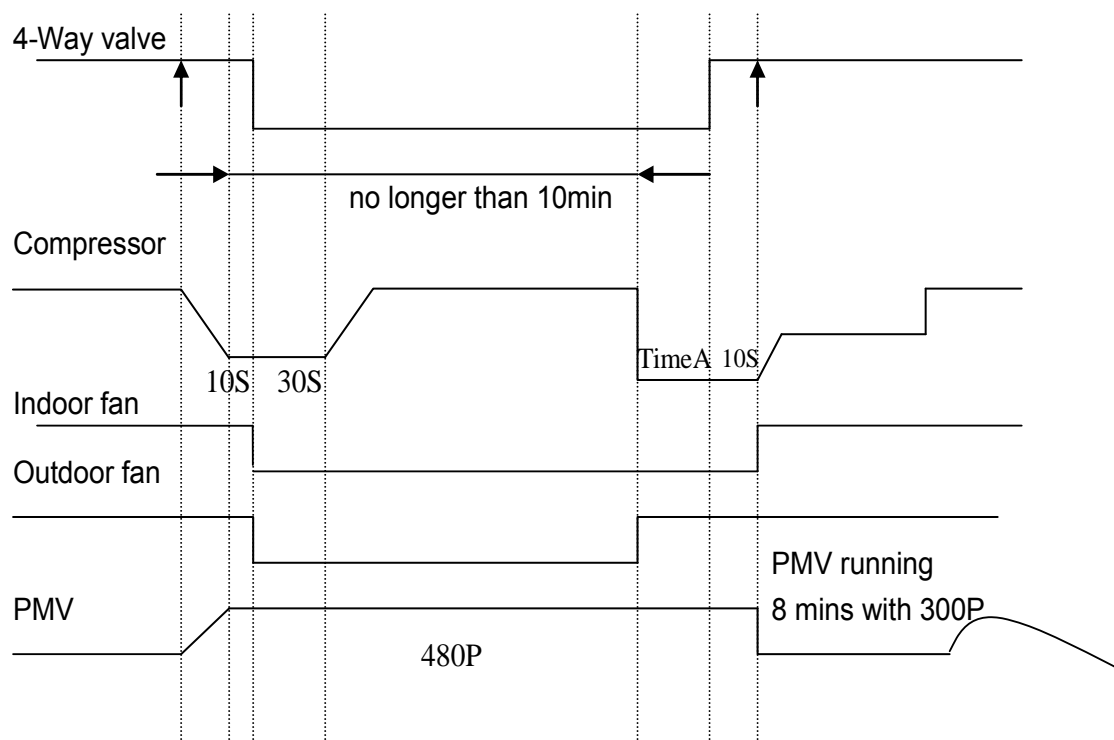 4-Way valve
no longer than 10min
Compressor
TimeA 10S
10S 30S
Indoor fan
Outdoor fan
PMV running
PMV
8 mins with 300P
480P